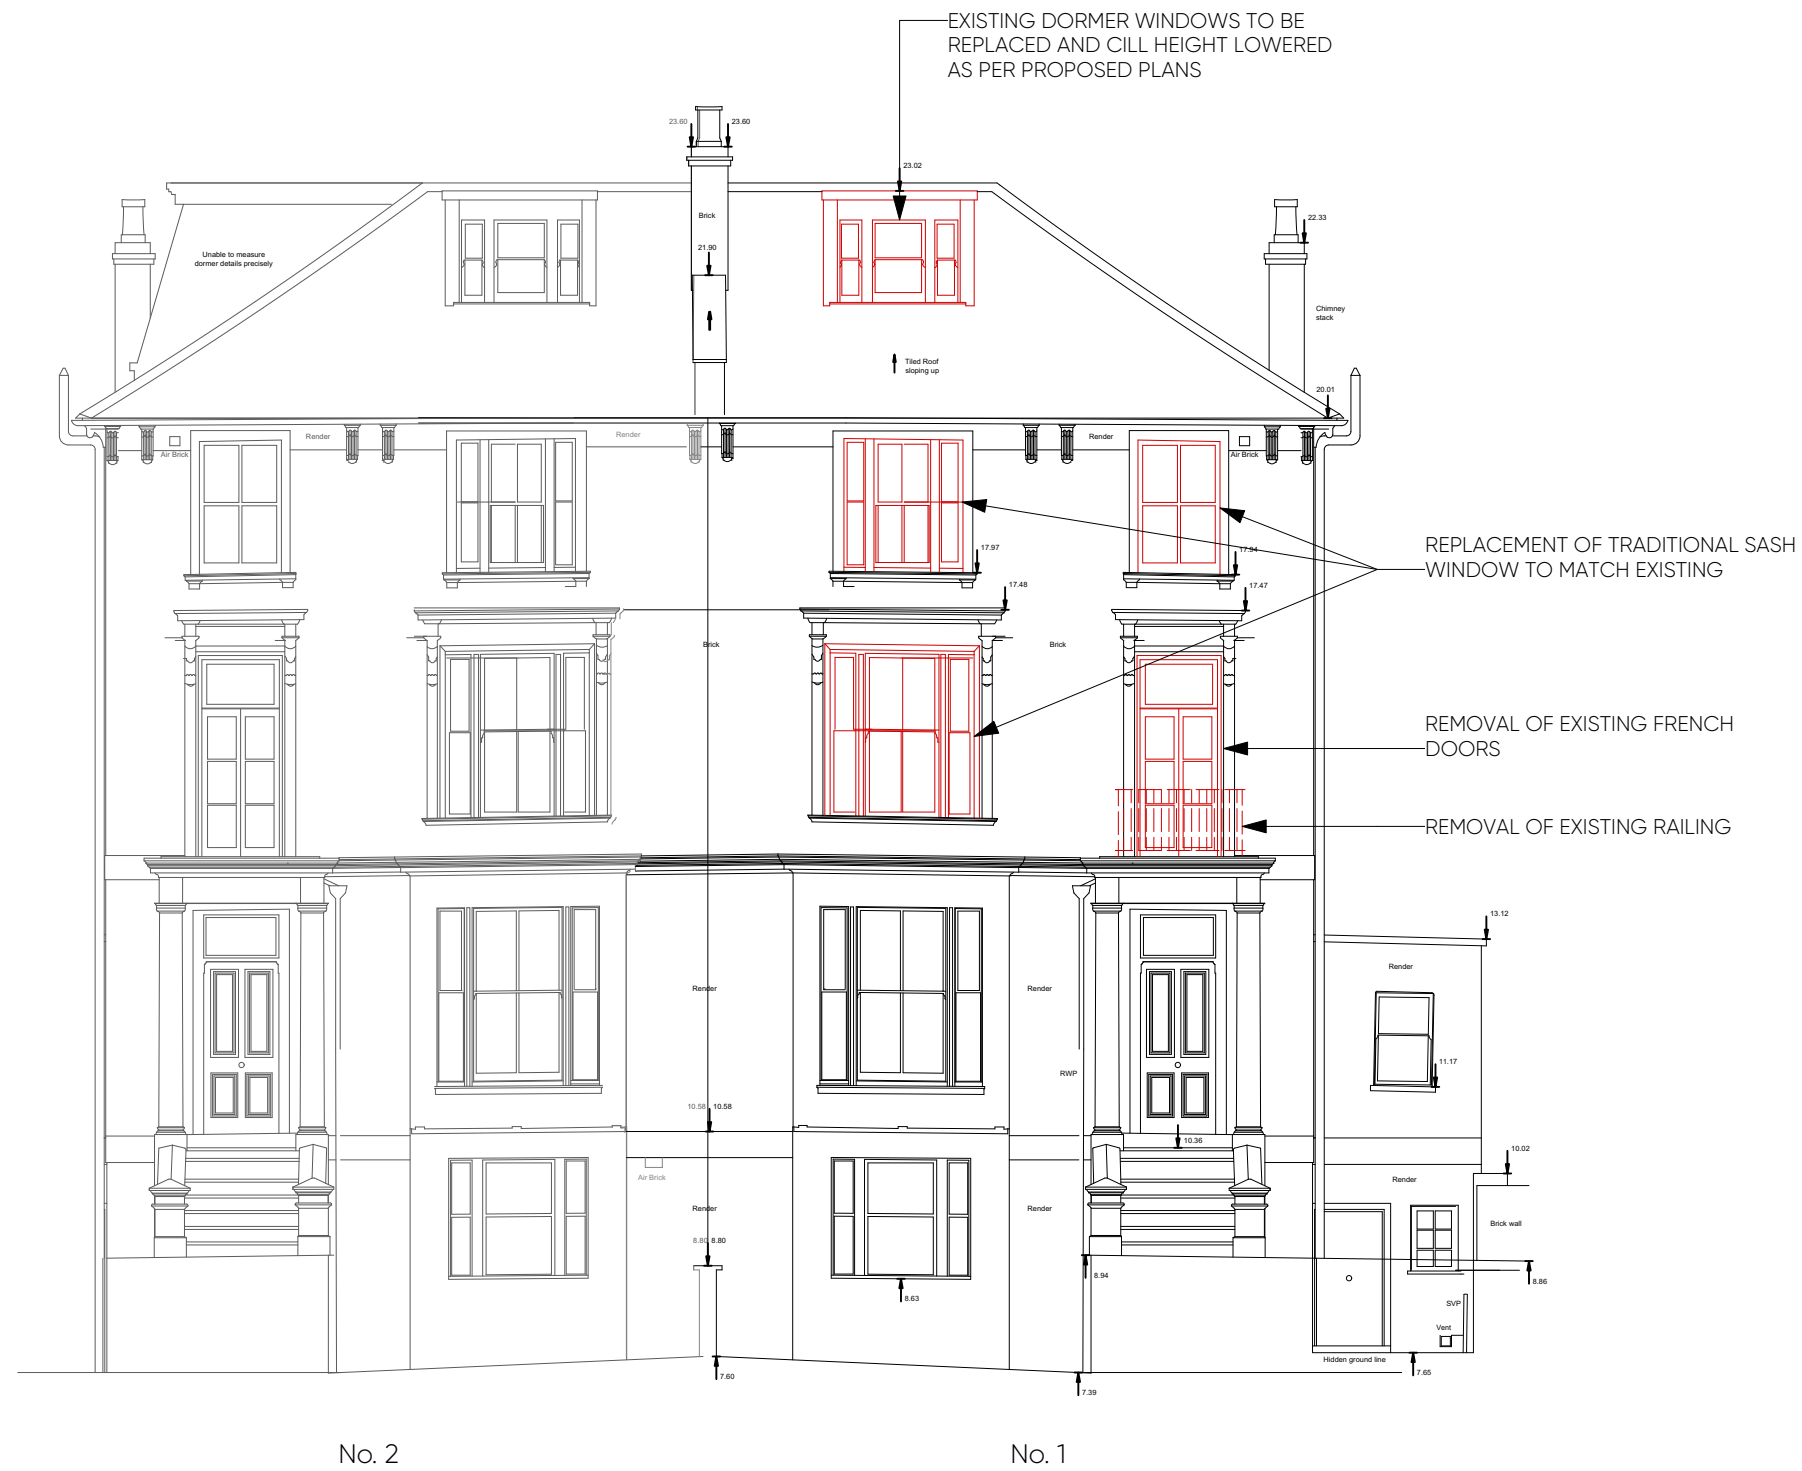 EXISTING DORMER WINDOWS TO BE
REPLACED AND CILL HEIGHT LOWERED
AS PER PROPOSED PLANS
23.60
23.60
23.02
Brick
22.33
21.90
Unable to measure
dormer details precisely
Chimney
stack
Tiled Roof
sloping up
20.01
Render
Render
Render
Air Brick
Air Brick
REPLACEMENT OF TRADITIONAL SASH
WINDOW TO MATCH EXISTING
17.97
17.94
17.48
17.47
Brick
Brick
REMOVAL OF EXISTING FRENCH
DOORS
REMOVAL OF EXISTING RAILING
13.12
Render
Render
Render
11.17
RWP
10.58
10.58
10.36
10.02
Air Brick
Render
Render
Render
Brick wall
8.80
8.80
8.94
8.86
8.63
SVP
Vent
Hidden ground line
7.60
7.39
7.65
No. 2
No. 1